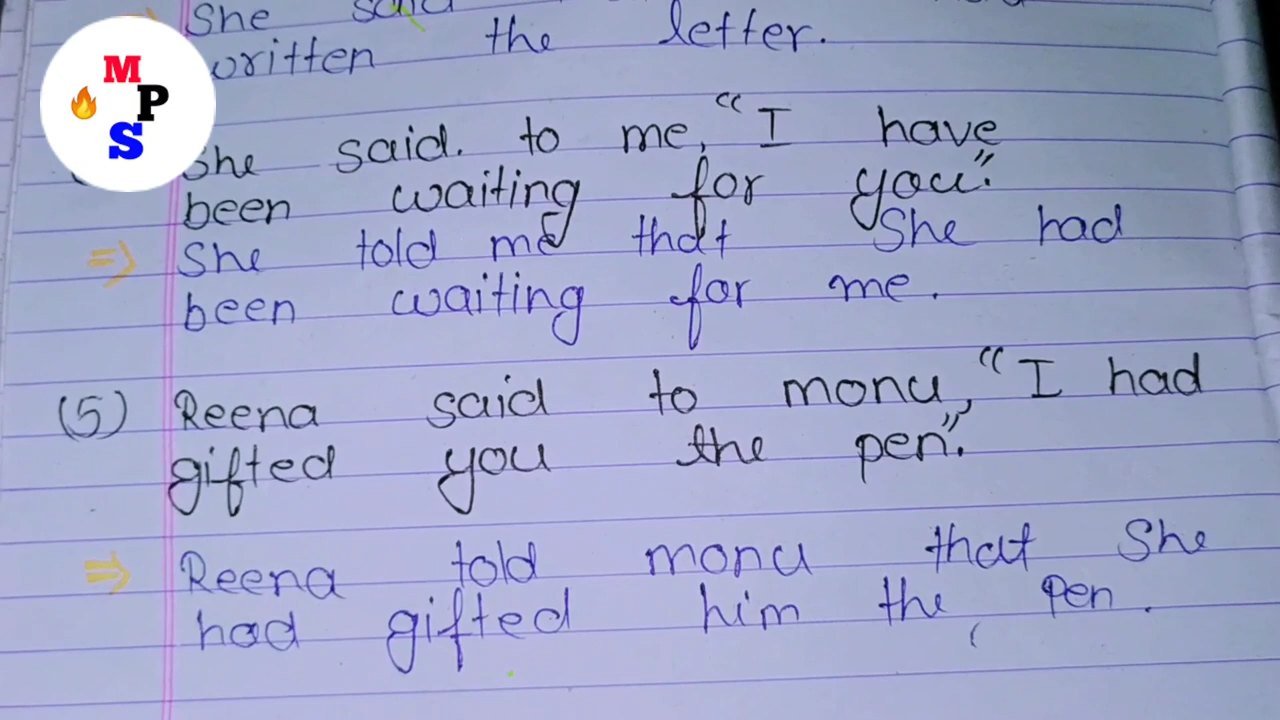 She said
written the letter.
M
P
S
She said. to me, "I have
been waiting for you".
=> She told me that She had
been waiting for me.
(5) Reena said to monu, "I had
gifted you the pen".
=> Reena told monu that She
had gifted him the pen.